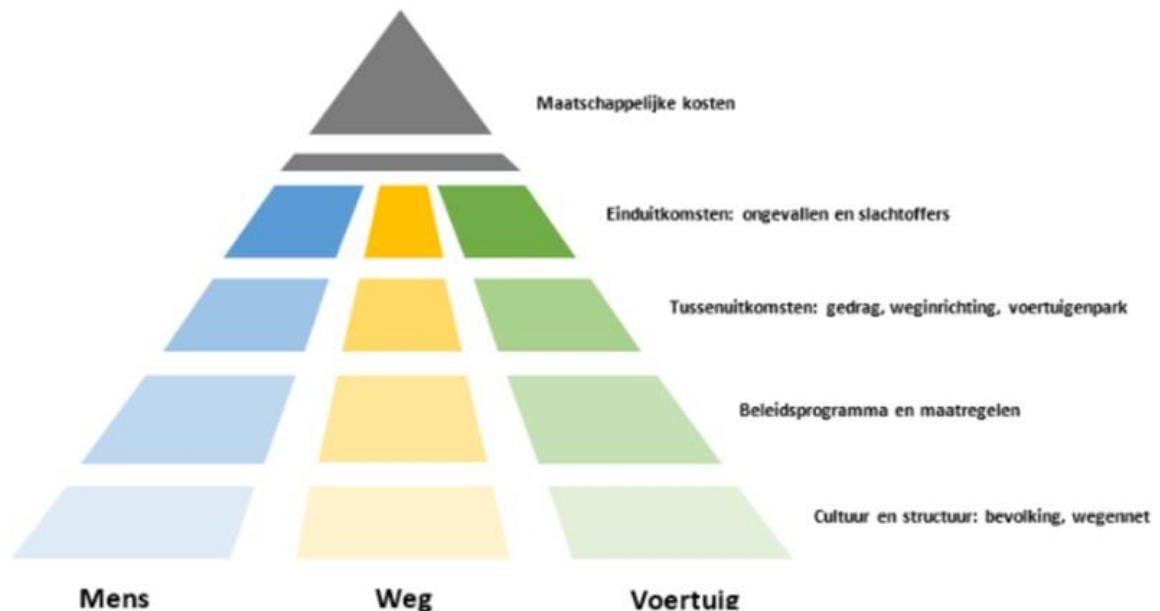 Maatschappelijke kosten
Einduitkomsten: ongevallen en slachtoffers
Tussenuitkomsten: gedrag, weginrichting, voertuigenpark
Beleidsprogramma en maatregelen
Cultuur en structuur: bevolking, wegennet
Mens Weg Voertuig